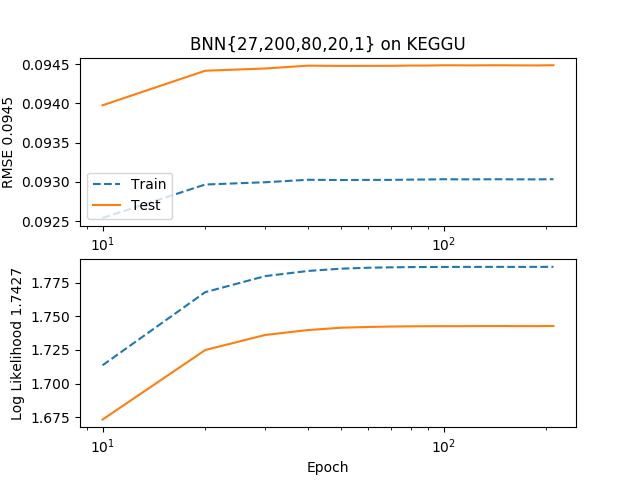 BNN{27,200,80,20,1} on KEGGU
RMSE 0.0945
0.0945
0.0940
0.0935
0.0930
0.0925
Train
Test
10¹
10²
Log Likelihood 1.7427
1.775
1.750
1.725
1.700
1.675
10¹
10²
Epoch